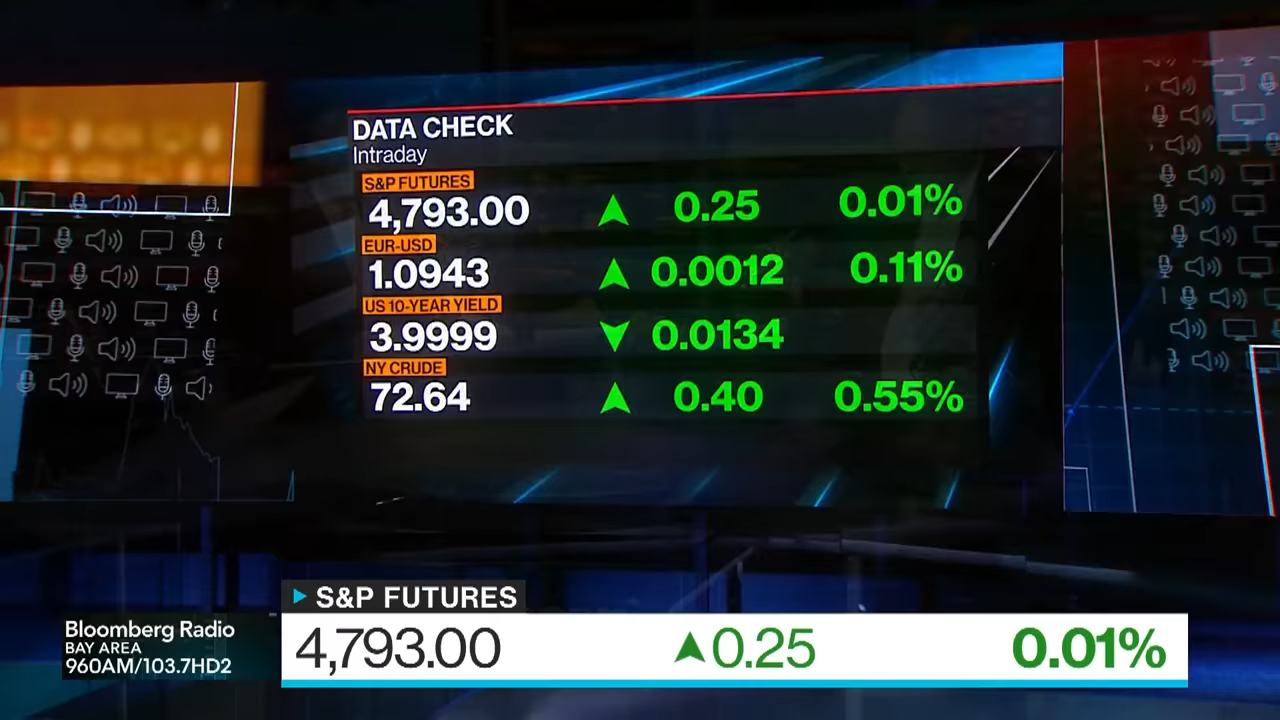 DATA CHECK
Intraday
S&P FUTURES
4,793.00 ▲ 0.25 0.01%
EUR-USD
1.0943 ▲ 0.0012 0.11%
US 10-YEAR YIELD
3.9999 ▼ 0.0134
NY CRUDE
72.64 ▲ 0.40 0.55%
S&P FUTURES
4,793.00 ▲0.25 0.01%
Bloomberg Radio
BAY AREA
960AM/103.7HD2